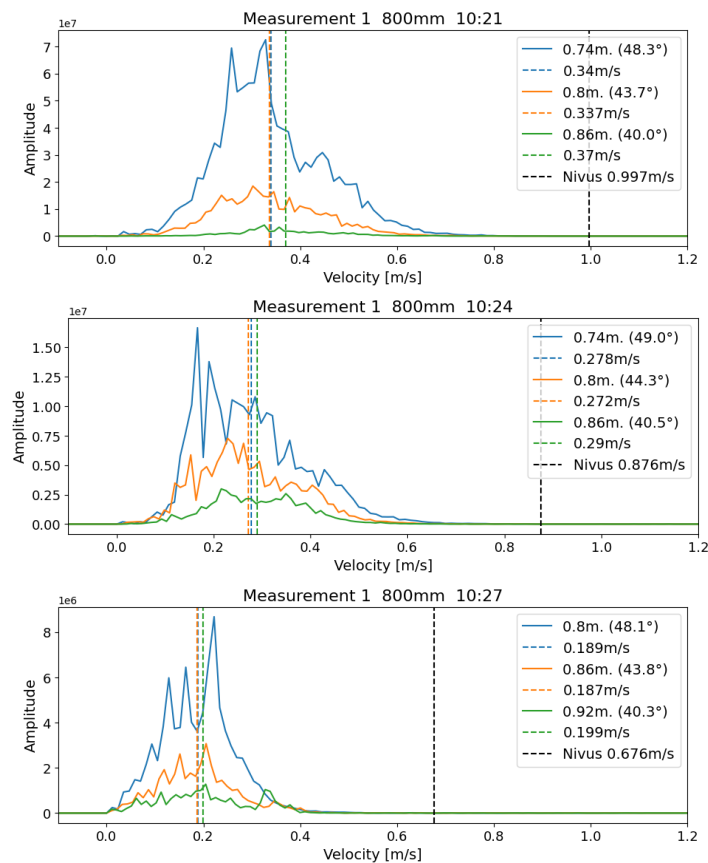 Measurement 1  800mm  10:21
1e7
7
6
5
4
3
2
1
0
Amplitude
0.0 0.2 0.4 0.6 0.8 1.0 1.2
Velocity [m/s]
0.74m. (48.3°)
0.34m/s
0.8m. (43.7°)
0.337m/s
0.86m. (40.0°)
0.37m/s
Nivus 0.997m/s
Measurement 1  800mm  10:24
1e7
1.50
1.25
1.00
0.75
0.50
0.25
0.00
Amplitude
0.0 0.2 0.4 0.6 0.8 1.0 1.2
Velocity [m/s]
0.74m. (49.0°)
0.278m/s
0.8m. (44.3°)
0.272m/s
0.86m. (40.5°)
0.29m/s
Nivus 0.876m/s
Measurement 1  800mm  10:27
1e6
8
6
4
2
0
Amplitude
0.0 0.2 0.4 0.6 0.8 1.0 1.2
Velocity [m/s]
0.8m. (48.1°)
0.189m/s
0.86m. (43.8°)
0.187m/s
0.92m. (40.3°)
0.199m/s
Nivus 0.676m/s